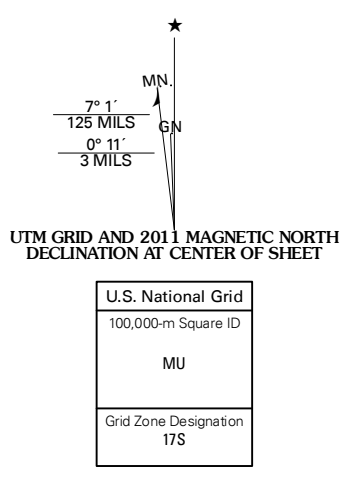 ★
MN.
7° 1´
125 MILS
GN
0° 11´
3 MILS
UTM GRID AND 2011 MAGNETIC NORTH
DECLINATION AT CENTER OF SHEET
U.S. National Grid
100,000-m Square ID
MU
Grid Zone Designation
17S